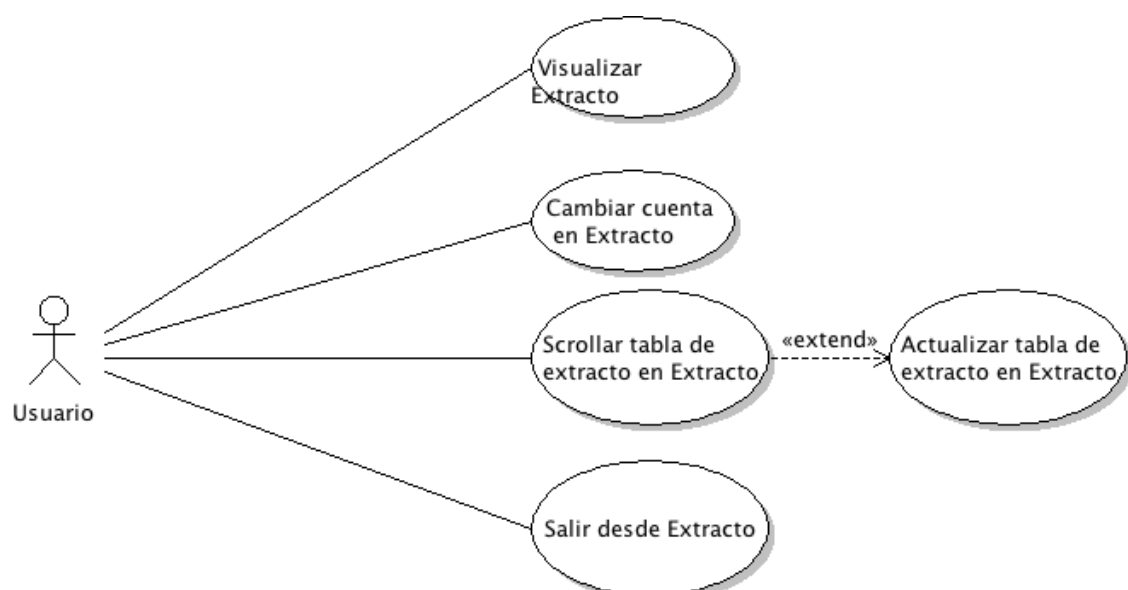 Visualizar
Extracto
Cambiar cuenta
en Extracto
Scrollar tabla de
extracto en Extracto
«extend»
Actualizar tabla de
extracto en Extracto
Usuario
Salir desde Extracto